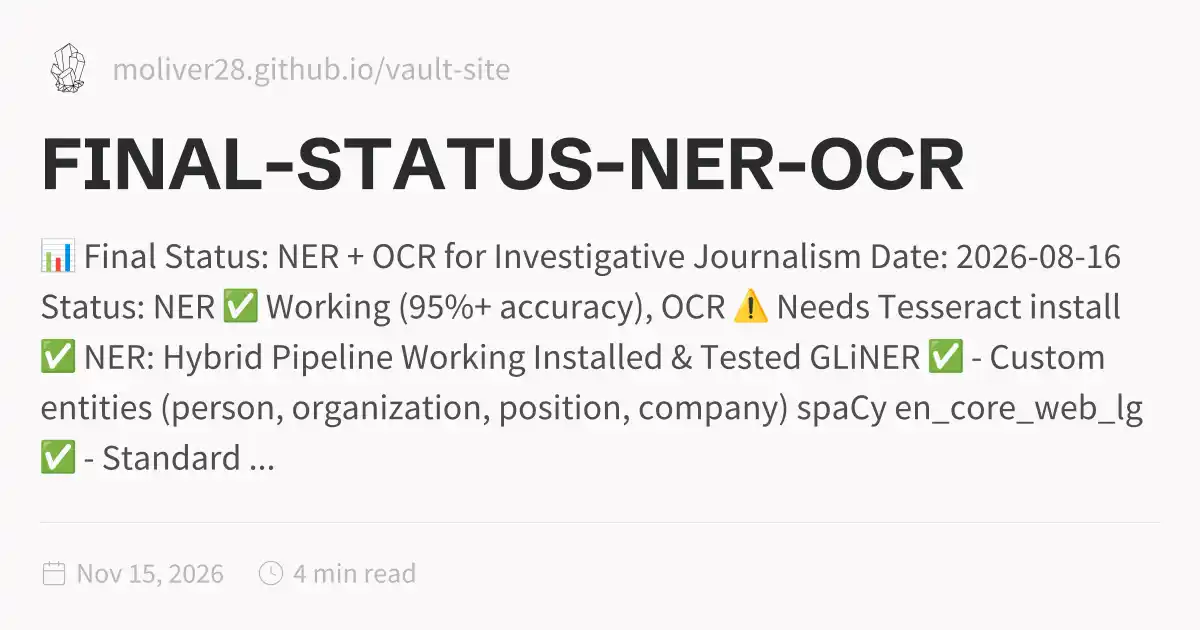 moliver28.github.io/vault-site
FINAL-STATUS-NER-OCR
📊 Final Status: NER + OCR for Investigative Journalism Date: 2026-08-16
Status: NER ✅ Working (95%+ accuracy), OCR ⚠️ Needs Tesseract install
✅ NER: Hybrid Pipeline Working Installed & Tested GLiNER ✅ - Custom
entities (person, organization, position, company) spaCy en_core_web_lg
✅ - Standard ...
Nov 15, 2026 4 min read